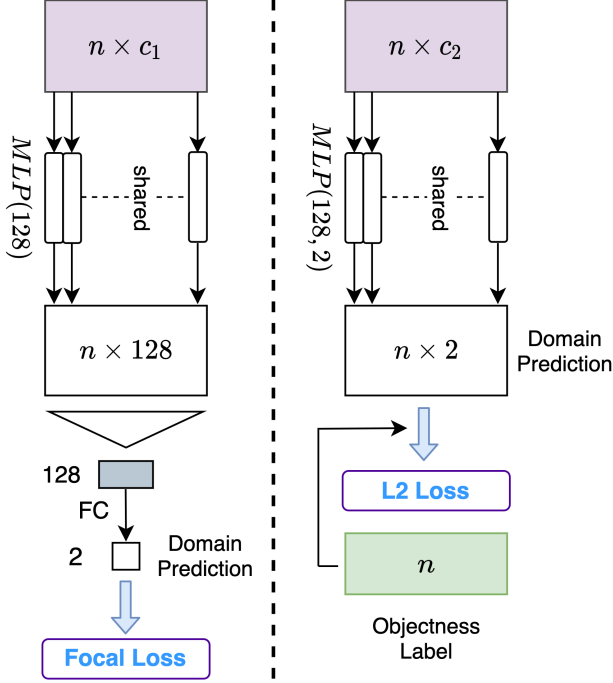 n × c₁
MLP(128)
shared
n × 128
128
FC
2
Domain
Prediction
Focal Loss
n × c₂
MLP(128, 2)
shared
n × 2
Domain
Prediction
L2 Loss
n
Objectness
Label